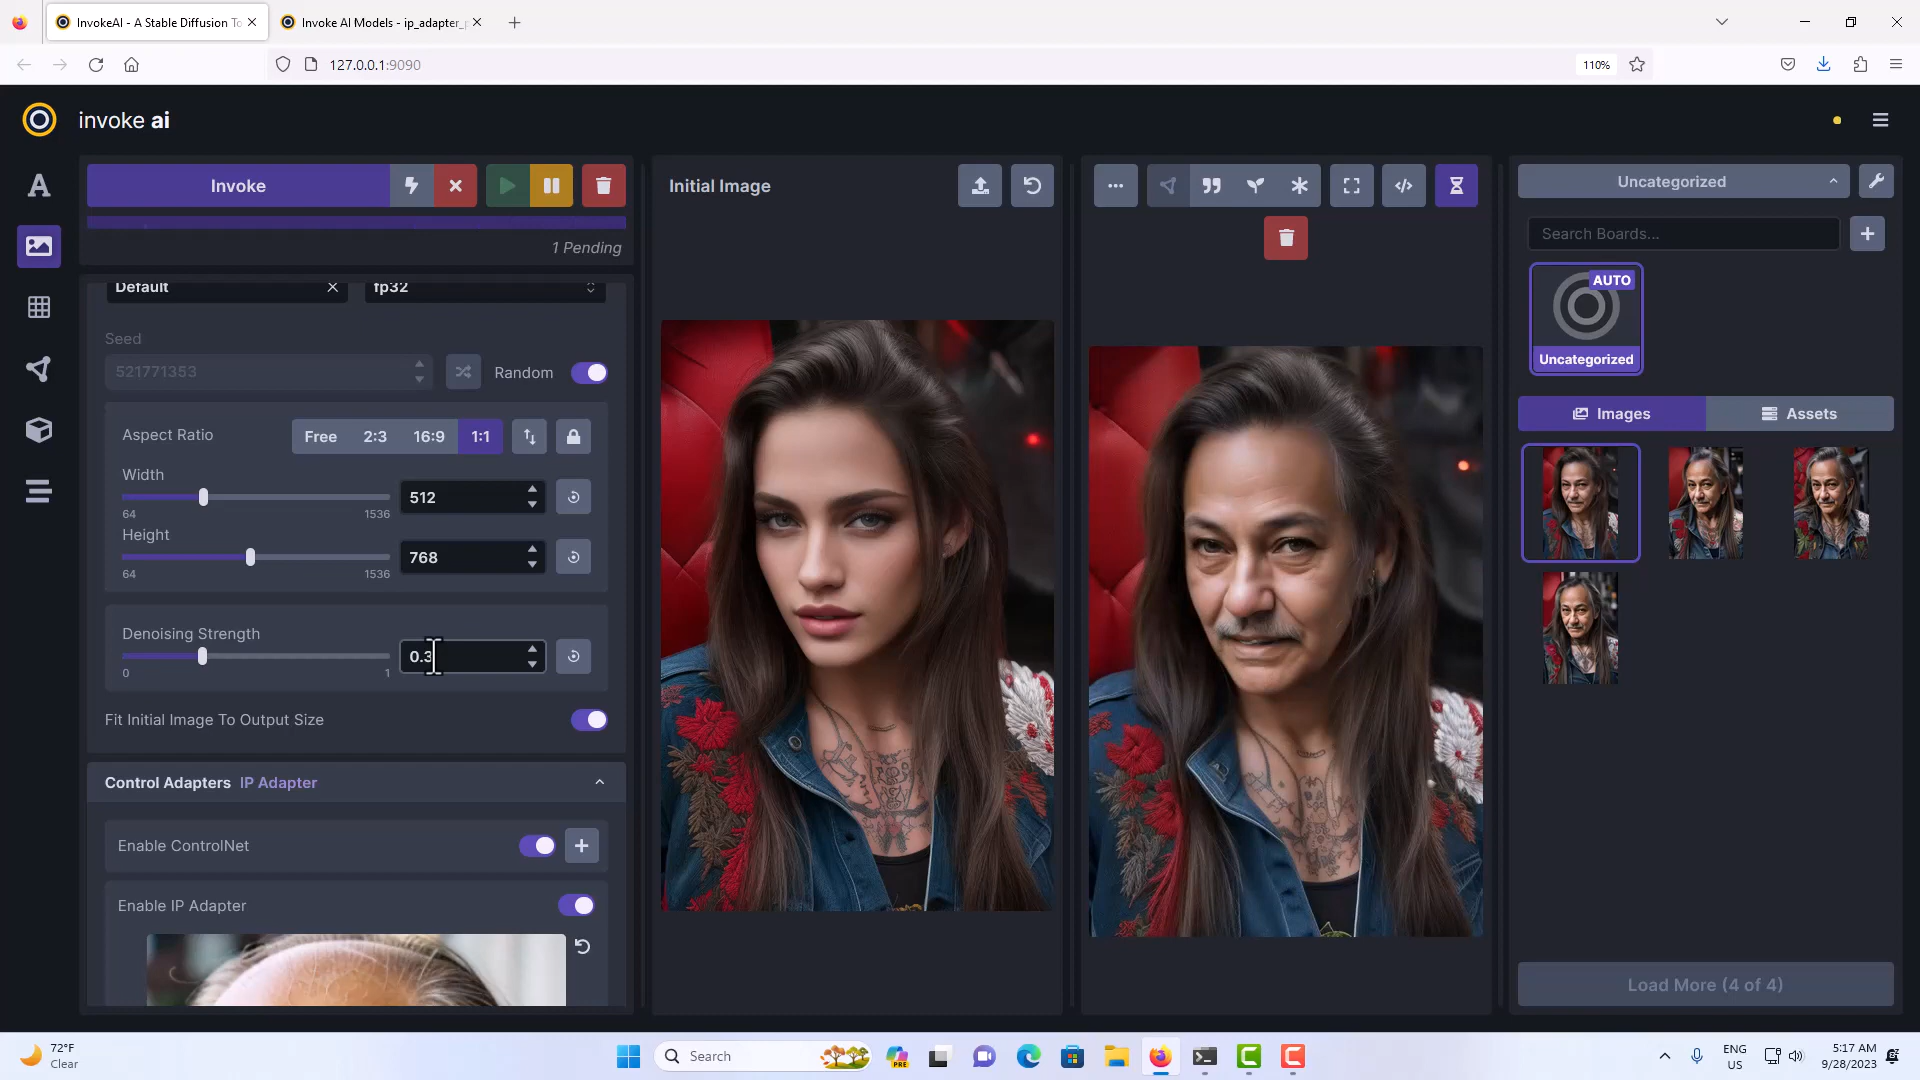 InvokeAI - A Stable Diffusion To
Invoke AI Models - ip_adapter_p
127.0.0.1:9090
110%
invoke ai
Invoke
Initial Image
Uncategorized
1 Pending
Search Boards...
Default
fp32
AUTO
Uncategorized
Seed
521771353
Random
Images
Assets
Aspect Ratio
Free
2:3
16:9
1:1
Width
512
64
1536
Height
768
64
1536
Denoising Strength
0.3
0
1
Fit Initial Image To Output Size
Control Adapters
IP Adapter
Enable ControlNet
Enable IP Adapter
Load More (4 of 4)
72°F
Clear
Search
PRE
ENG
US
5:17 AM
9/28/2023